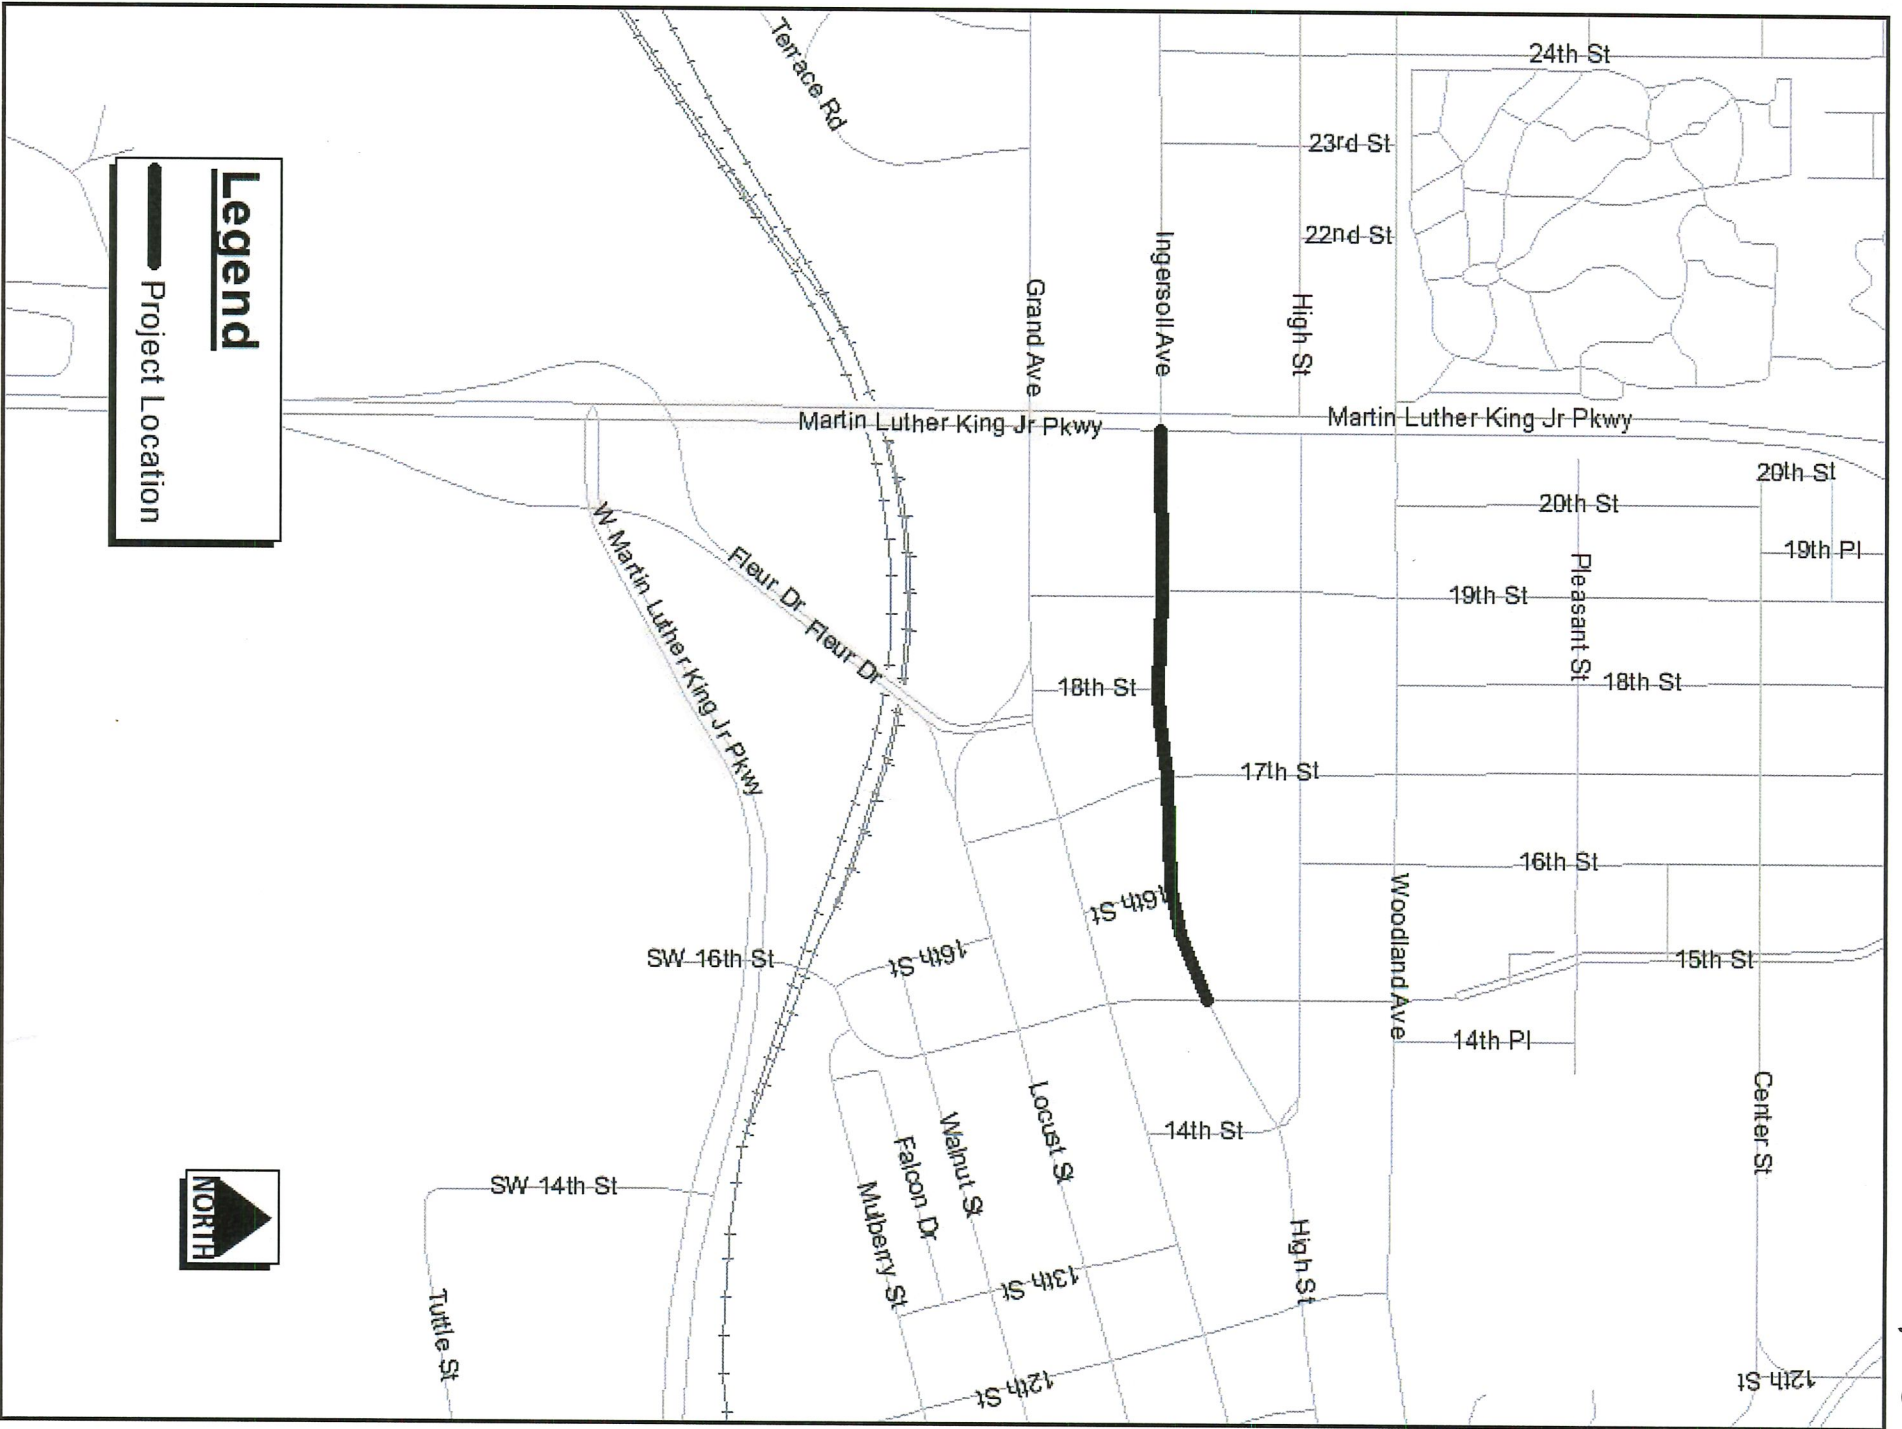 24th St
Terrace Rd
23rd St
22nd St
Ingersoll Ave
Grand Ave
High St
Legend
Project Location
Martin Luther King Jr Pkwy
Martin Luther King Jr Pkwy
20th St
20th St
19th Pl
Pleasant St
19th St
W Martin Luther King Jr Pkwy
Fleur Dr
Fleur Dr
18th St
18th St
17th St
16th St
16th St
Woodland Ave
16th St
SW 16th St
15th St
14th Pl
Center St
Locust St
14th St
Walnut St
Falcon Dr
Mulberry St
SW 14th St
NORTH
High St
13th St
Tuttle St
12th St
12th St